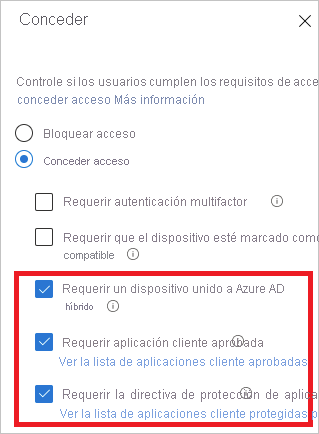 Conceder
Controle si los usuarios cumplen los requisitos de acce
conceder acceso Más información
Bloquear acceso
Conceder acceso
Requerir autenticación multifactor
Requerir que el dispositivo esté marcado como
compatible
Requerir un dispositivo unido a Azure AD
híbrido
Requerir aplicación cliente aprobada
Ver la lista de aplicaciones cliente aprobadas
Requerir la directiva de protección de aplica
Ver la lista de aplicaciones cliente protegidas p